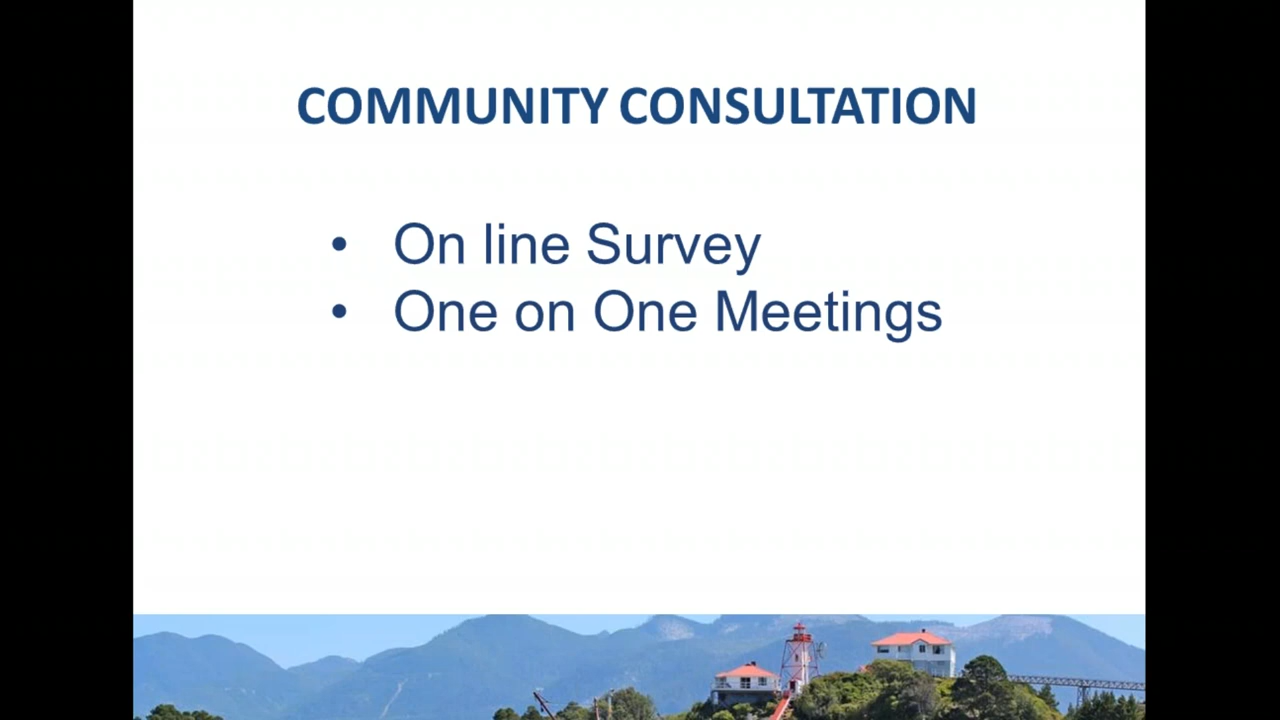 COMMUNITY CONSULTATION
• On line Survey
• One on One Meetings